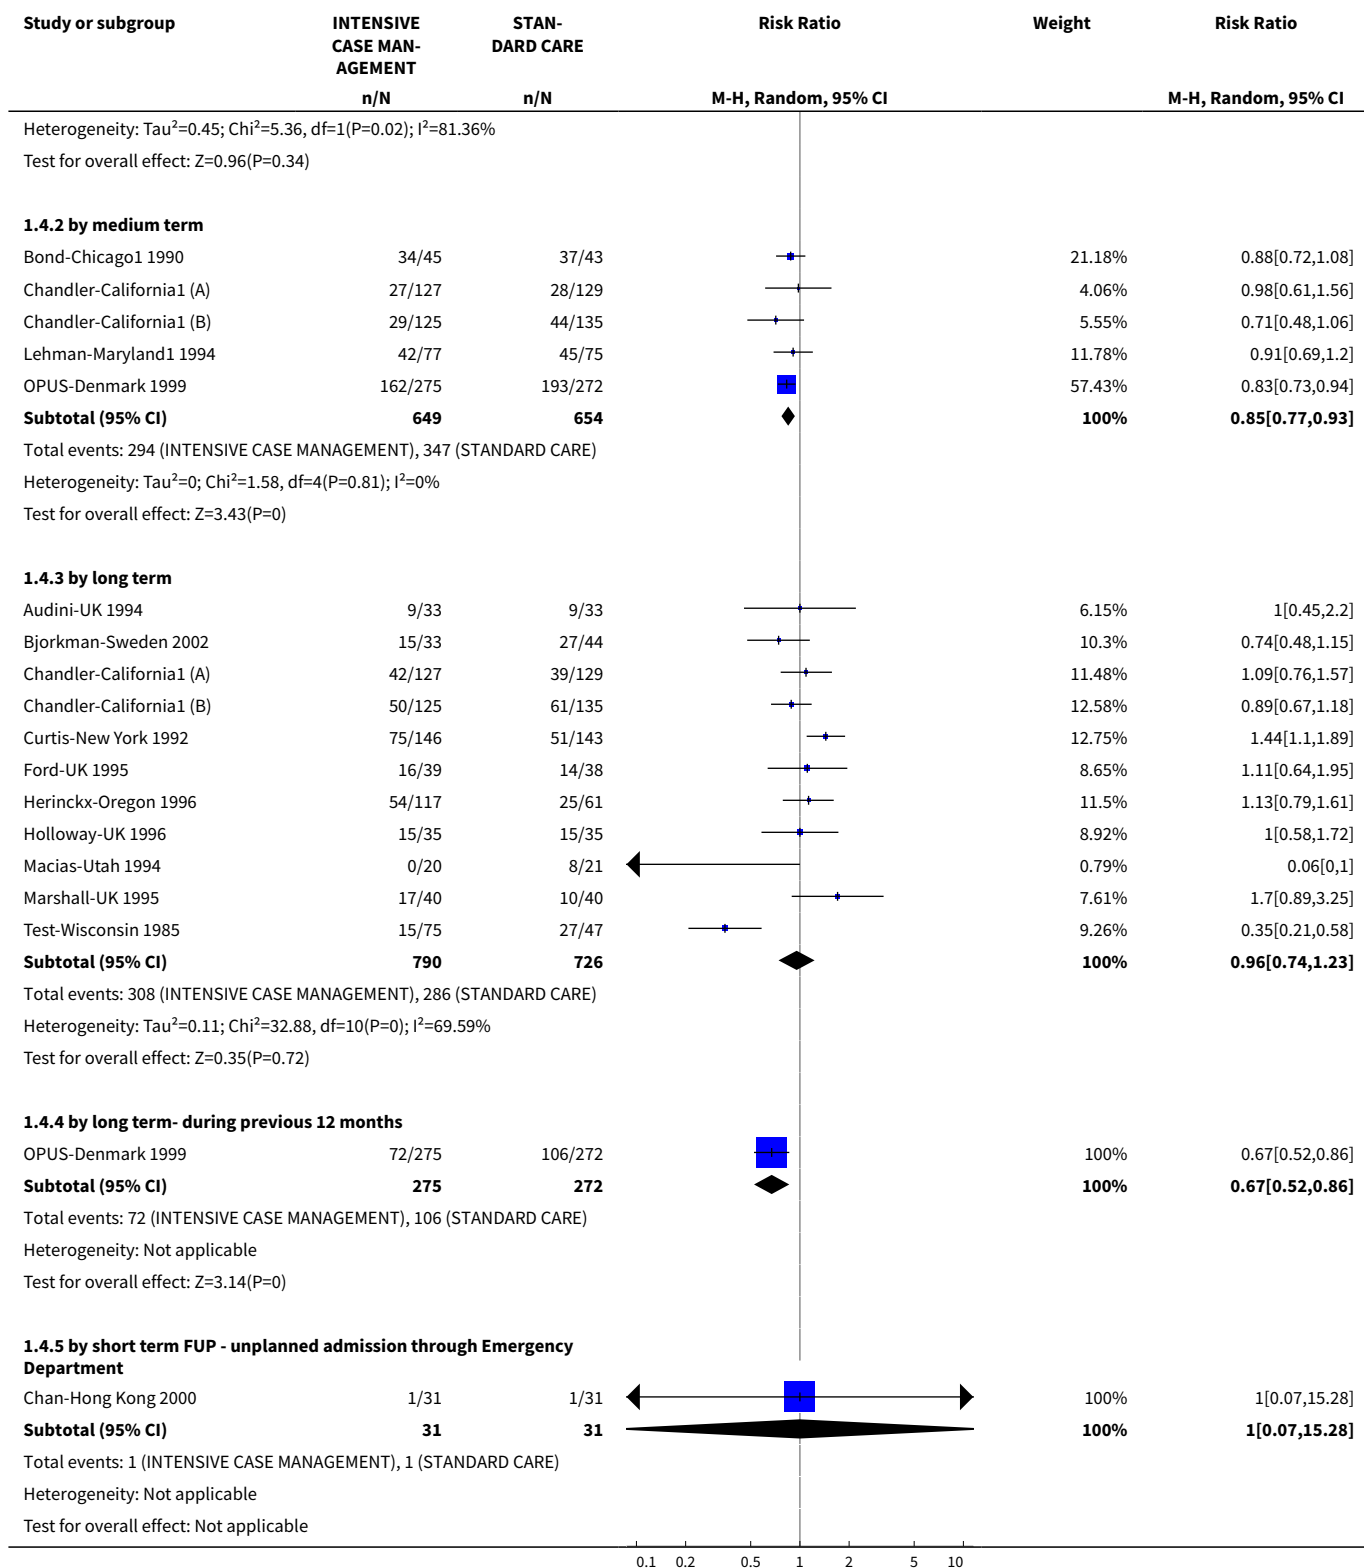 Study or subgroup INTENSIVE CASE MAN-AGEMENT STAN-DARD CARE Risk Ratio Weight Risk Ratio
n/N n/N M-H, Random, 95% CI M-H, Random, 95% CI
Heterogeneity: Tau²=0.45; Chi²=5.36, df=1(P=0.02); I²=81.36%
Test for overall effect: Z=0.96(P=0.34)
1.4.2 by medium term
Bond-Chicago1 1990 34/45 37/43 21.18% 0.88[0.72,1.08]
Chandler-California1 (A) 27/127 28/129 4.06% 0.98[0.61,1.56]
Chandler-California1 (B) 29/125 44/135 5.55% 0.71[0.48,1.06]
Lehman-Maryland1 1994 42/77 45/75 11.78% 0.91[0.69,1.2]
OPUS-Denmark 1999 162/275 193/272 57.43% 0.83[0.73,0.94]
Subtotal (95% CI) 649 654 100% 0.85[0.77,0.93]
Total events: 294 (INTENSIVE CASE MANAGEMENT), 347 (STANDARD CARE)
Heterogeneity: Tau²=0; Chi²=1.58, df=4(P=0.81); I²=0%
Test for overall effect: Z=3.43(P=0)
1.4.3 by long term
Audini-UK 1994 9/33 9/33 6.15% 1[0.45,2.2]
Bjorkman-Sweden 2002 15/33 27/44 10.3% 0.74[0.48,1.15]
Chandler-California1 (A) 42/127 39/129 11.48% 1.09[0.76,1.57]
Chandler-California1 (B) 50/125 61/135 12.58% 0.89[0.67,1.18]
Curtis-New York 1992 75/146 51/143 12.75% 1.44[1.1,1.89]
Ford-UK 1995 16/39 14/38 8.65% 1.11[0.64,1.95]
Herinckx-Oregon 1996 54/117 25/61 11.5% 1.13[0.79,1.61]
Holloway-UK 1996 15/35 15/35 8.92% 1[0.58,1.72]
Macias-Utah 1994 0/20 8/21 0.79% 0.06[0,1]
Marshall-UK 1995 17/40 10/40 7.61% 1.7[0.89,3.25]
Test-Wisconsin 1985 15/75 27/47 9.26% 0.35[0.21,0.58]
Subtotal (95% CI) 790 726 100% 0.96[0.74,1.23]
Total events: 308 (INTENSIVE CASE MANAGEMENT), 286 (STANDARD CARE)
Heterogeneity: Tau²=0.11; Chi²=32.88, df=10(P=0); I²=69.59%
Test for overall effect: Z=0.35(P=0.72)
1.4.4 by long term- during previous 12 months
OPUS-Denmark 1999 72/275 106/272 100% 0.67[0.52,0.86]
Subtotal (95% CI) 275 272 100% 0.67[0.52,0.86]
Total events: 72 (INTENSIVE CASE MANAGEMENT), 106 (STANDARD CARE)
Heterogeneity: Not applicable
Test for overall effect: Z=3.14(P=0)
1.4.5 by short term FUP - unplanned admission through Emergency
Department
Chan-Hong Kong 2000 1/31 1/31 100% 1[0.07,15.28]
Subtotal (95% CI) 31 31 100% 1[0.07,15.28]
Total events: 1 (INTENSIVE CASE MANAGEMENT), 1 (STANDARD CARE)
Heterogeneity: Not applicable
Test for overall effect: Not applicable
0.1 0.2 0.5 1 2 5 10